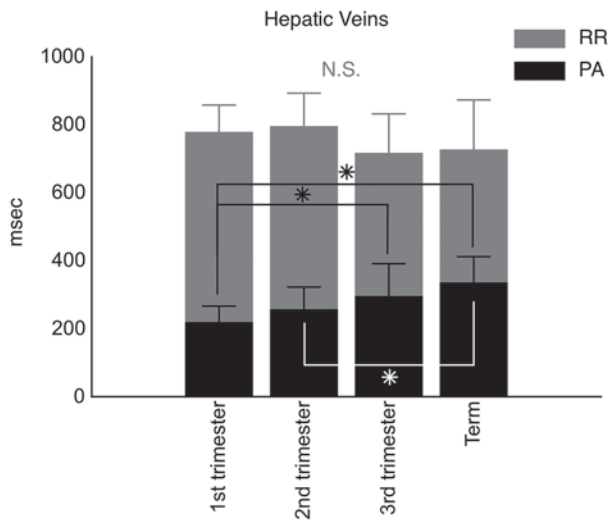 Hepatic Veins
RR
PA
N.S.
msec
1000
800
600
400
200
0
*
*
*
1st trimester
2nd trimester
3rd trimester
Term